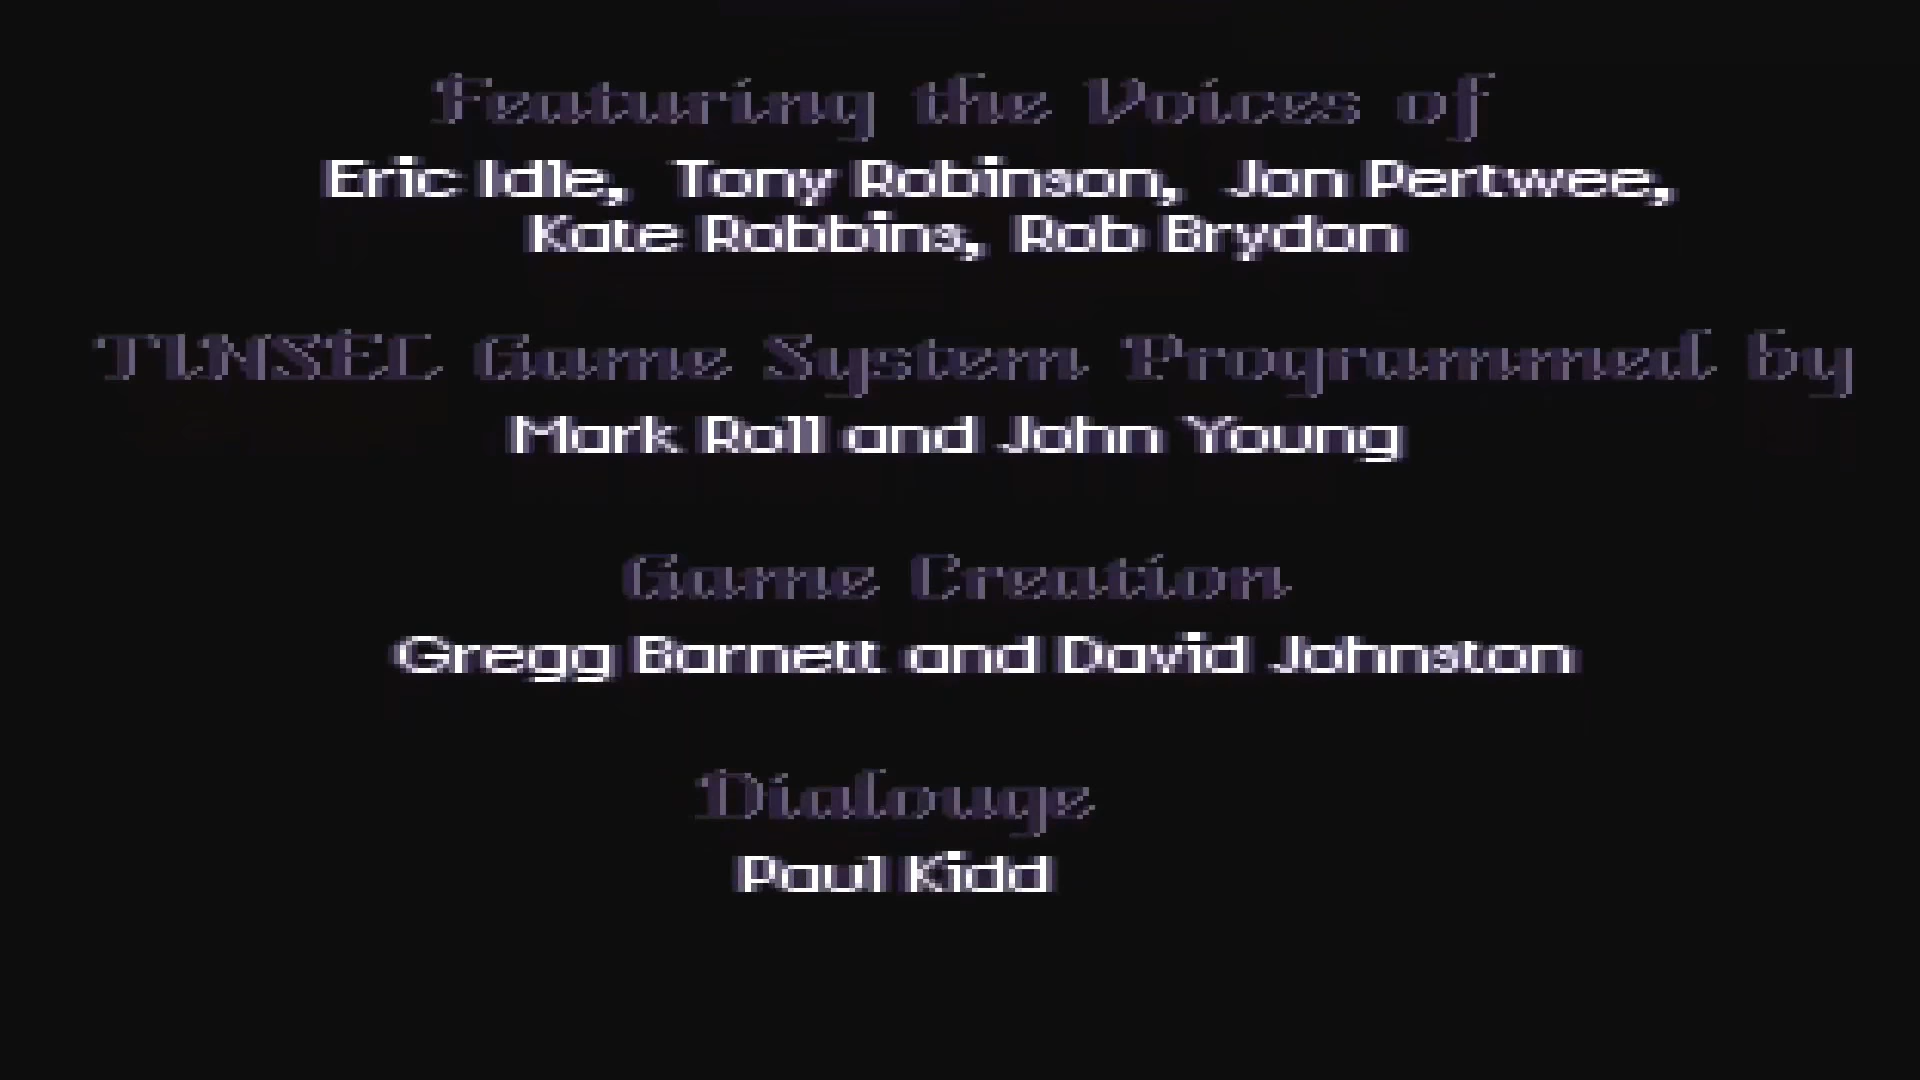 Featuring the Voices of
Eric Idle, Tony Robinson, Jon Pertwee,
Kate Robbins, Rob Brydon
TINSEL Game System Programmed by
Mark Roll and John Young
Game Creation
Gregg Barnett and David Johnston
Dialouge
Paul Kidd